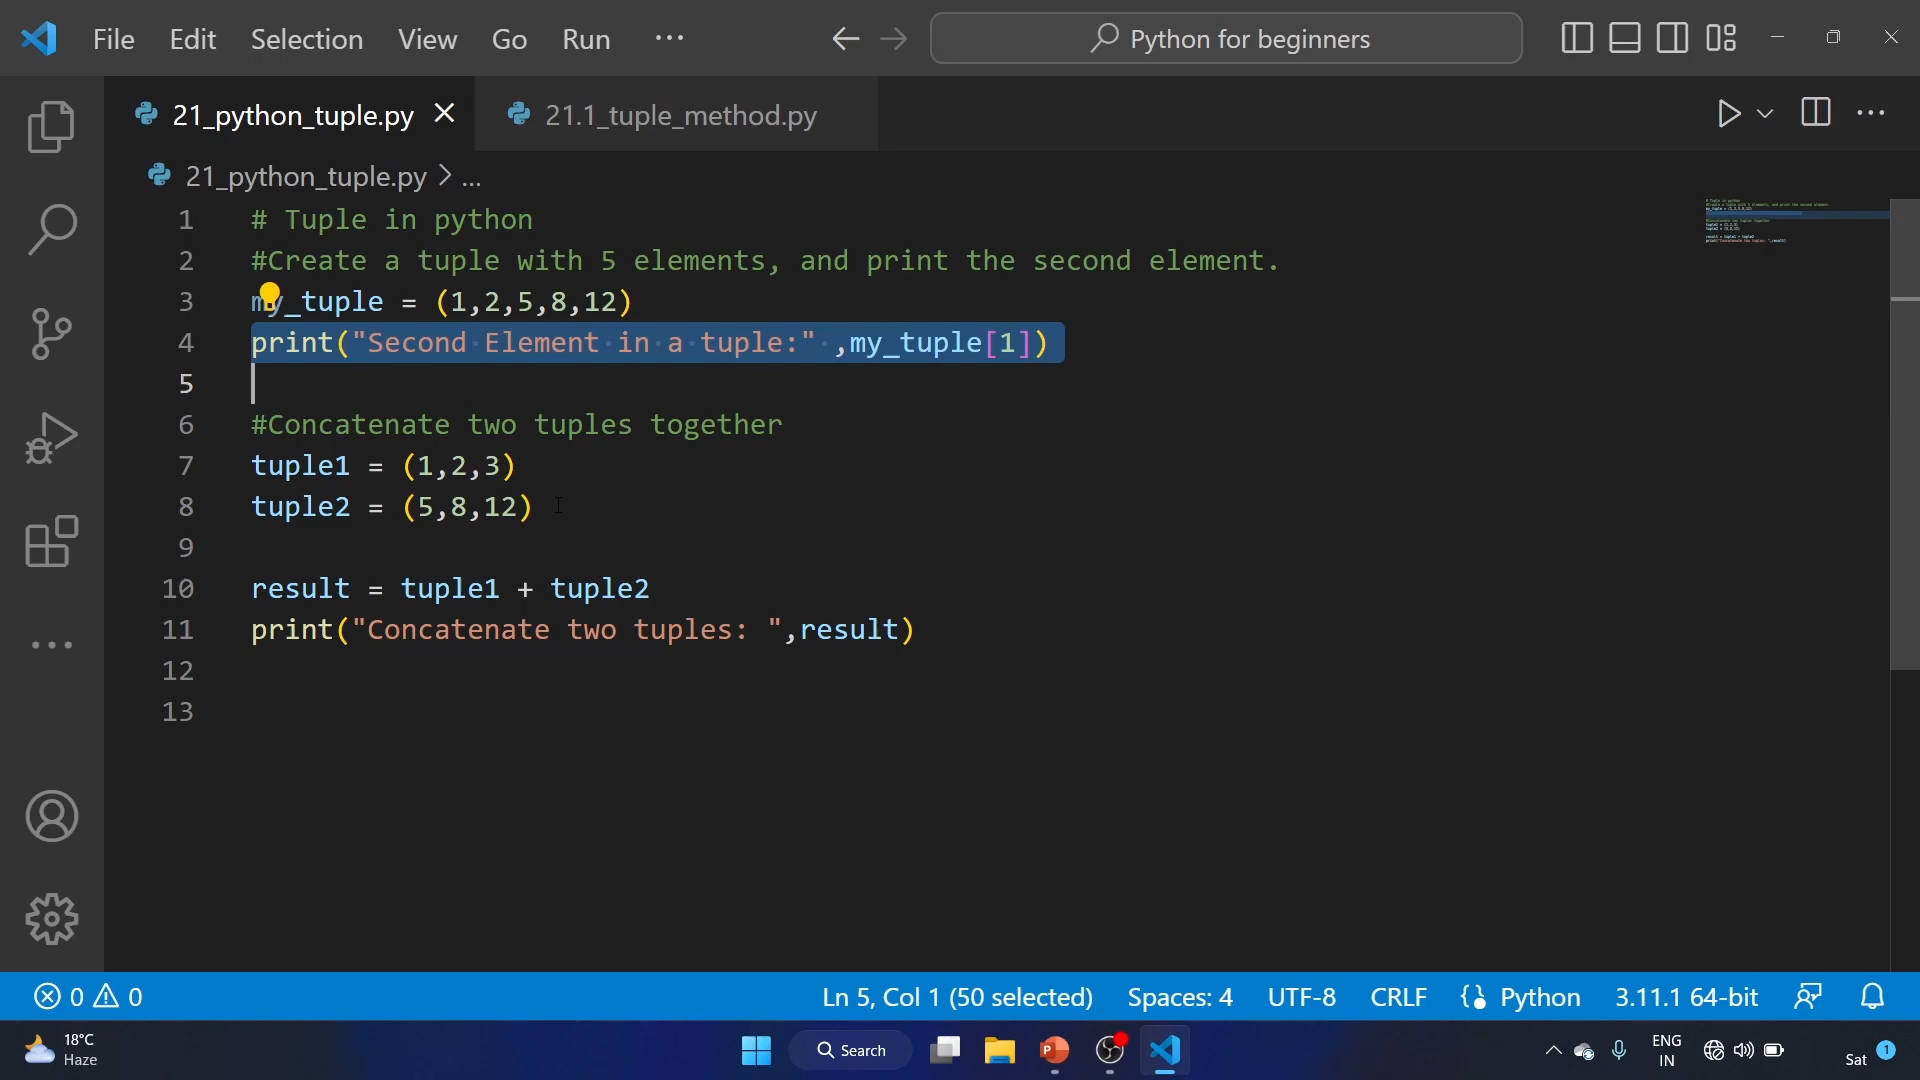 File Edit Selection View Go Run ··· Python for beginners
21_python_tuple.py 21.1_tuple_method.py
21_python_tuple.py > ...
1 # Tuple in python
2 #Create a tuple with 5 elements, and print the second element.
3 my_tuple = (1,2,5,8,12)
4 print("Second Element in a tuple:" ,my_tuple[1])
5
6 #Concatenate two tuples together
7 tuple1 = (1,2,3)
8 tuple2 = (5,8,12)
9
10 result = tuple1 + tuple2
11 print("Concatenate two tuples: ",result)
12
13
0 0 Ln 5, Col 1 (50 selected) Spaces: 4 UTF-8 CRLF Python 3.11.1 64-bit
18°C
Haze
Search
ENG
IN
Sat 1